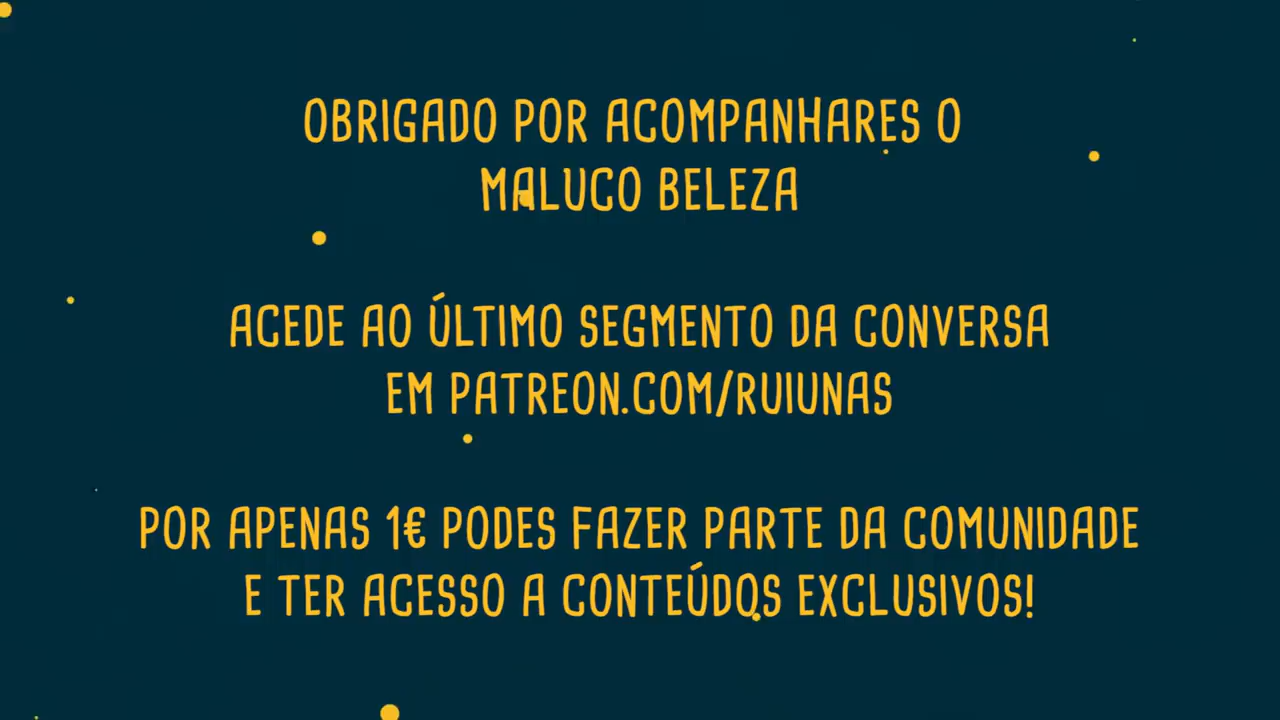 OBRIGADO POR ACOMPANHARES O
MALUCO BELEZA
ACEDE AO ÚLTIMO SEGMENTO DA CONVERSA
EM PATREON.COM/RUIUNAS
POR APENAS 1€ PODES FAZER PARTE DA COMUNIDADE
E TER ACESSO A CONTEÚDOS EXCLUSIVOS!